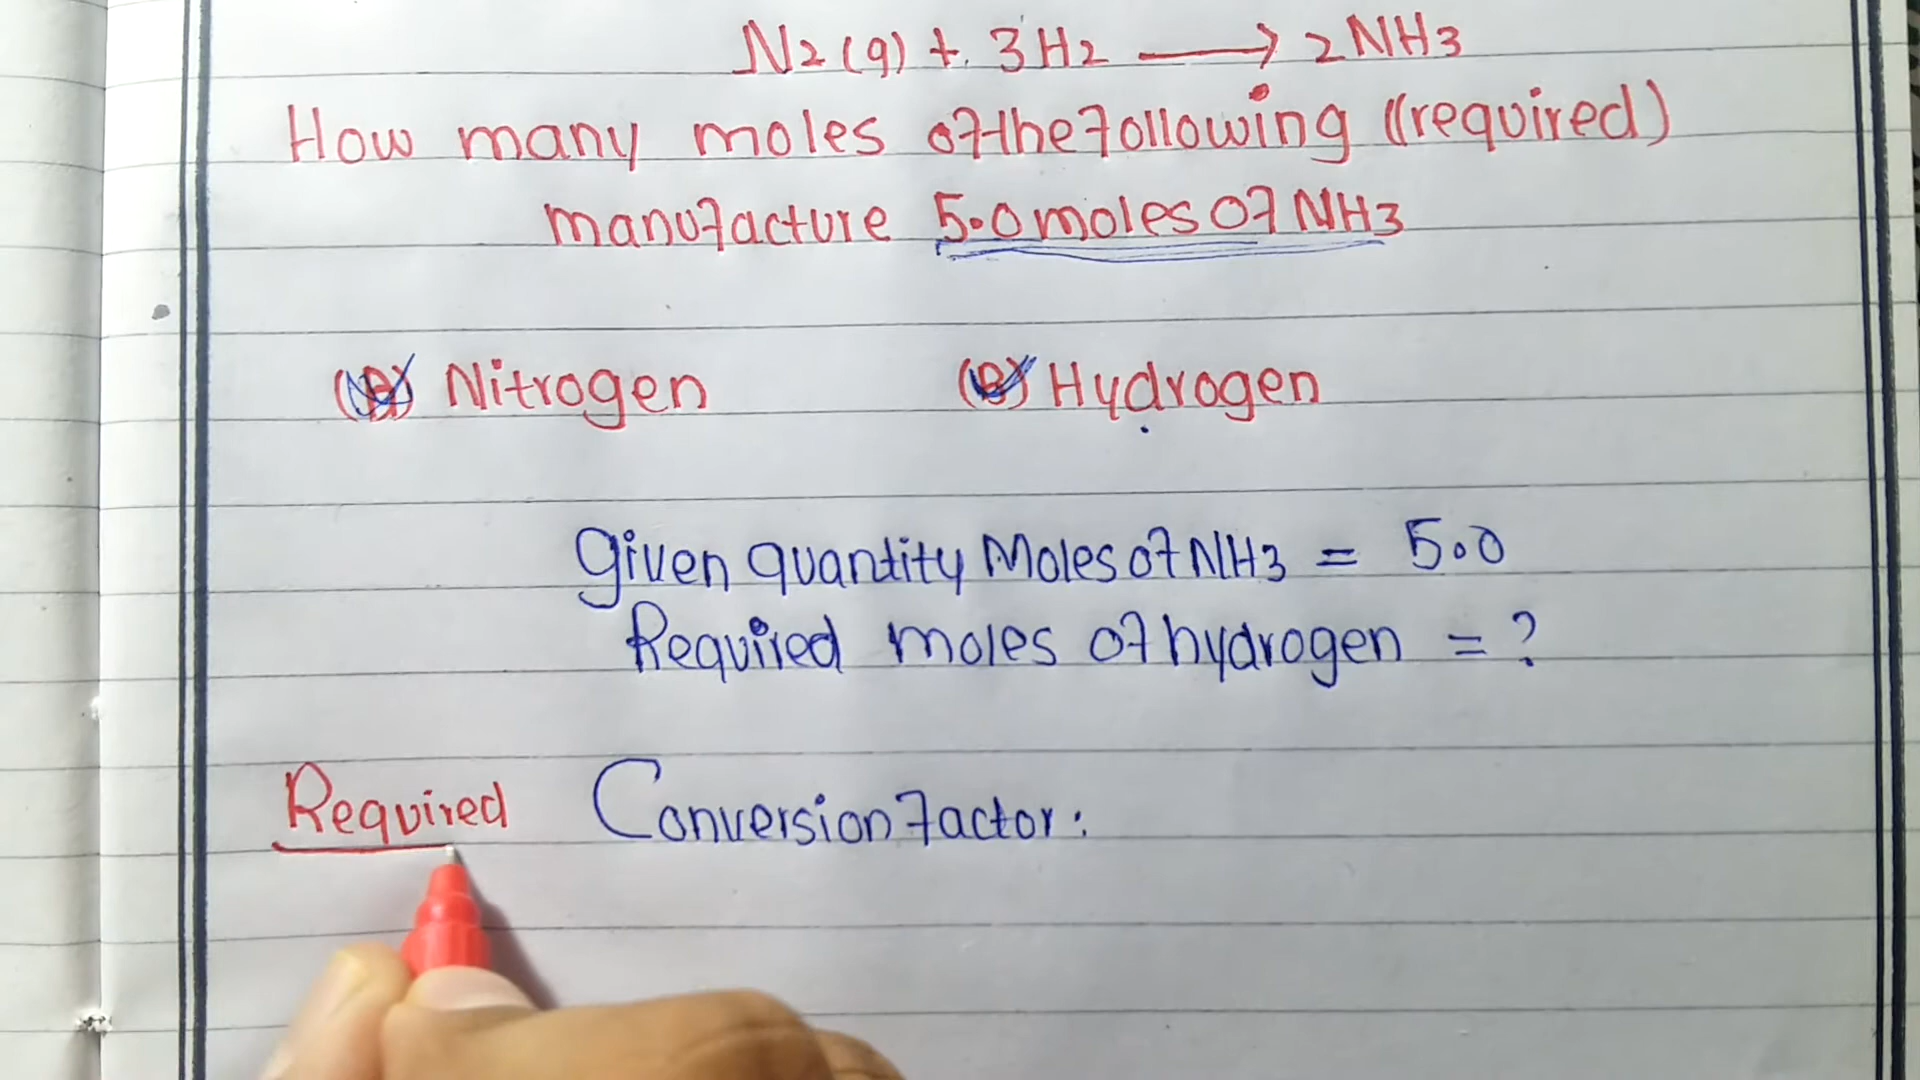 N2(g) + 3H2 ⟶ 2NH3
How many moles of the following (required)
manufacture 5.0 moles of NH3
(A) Nitrogen (B) Hydrogen
Given quantity Moles of NH3 = 5.0
Required moles of hydrogen = ?
Required Conversion factor: